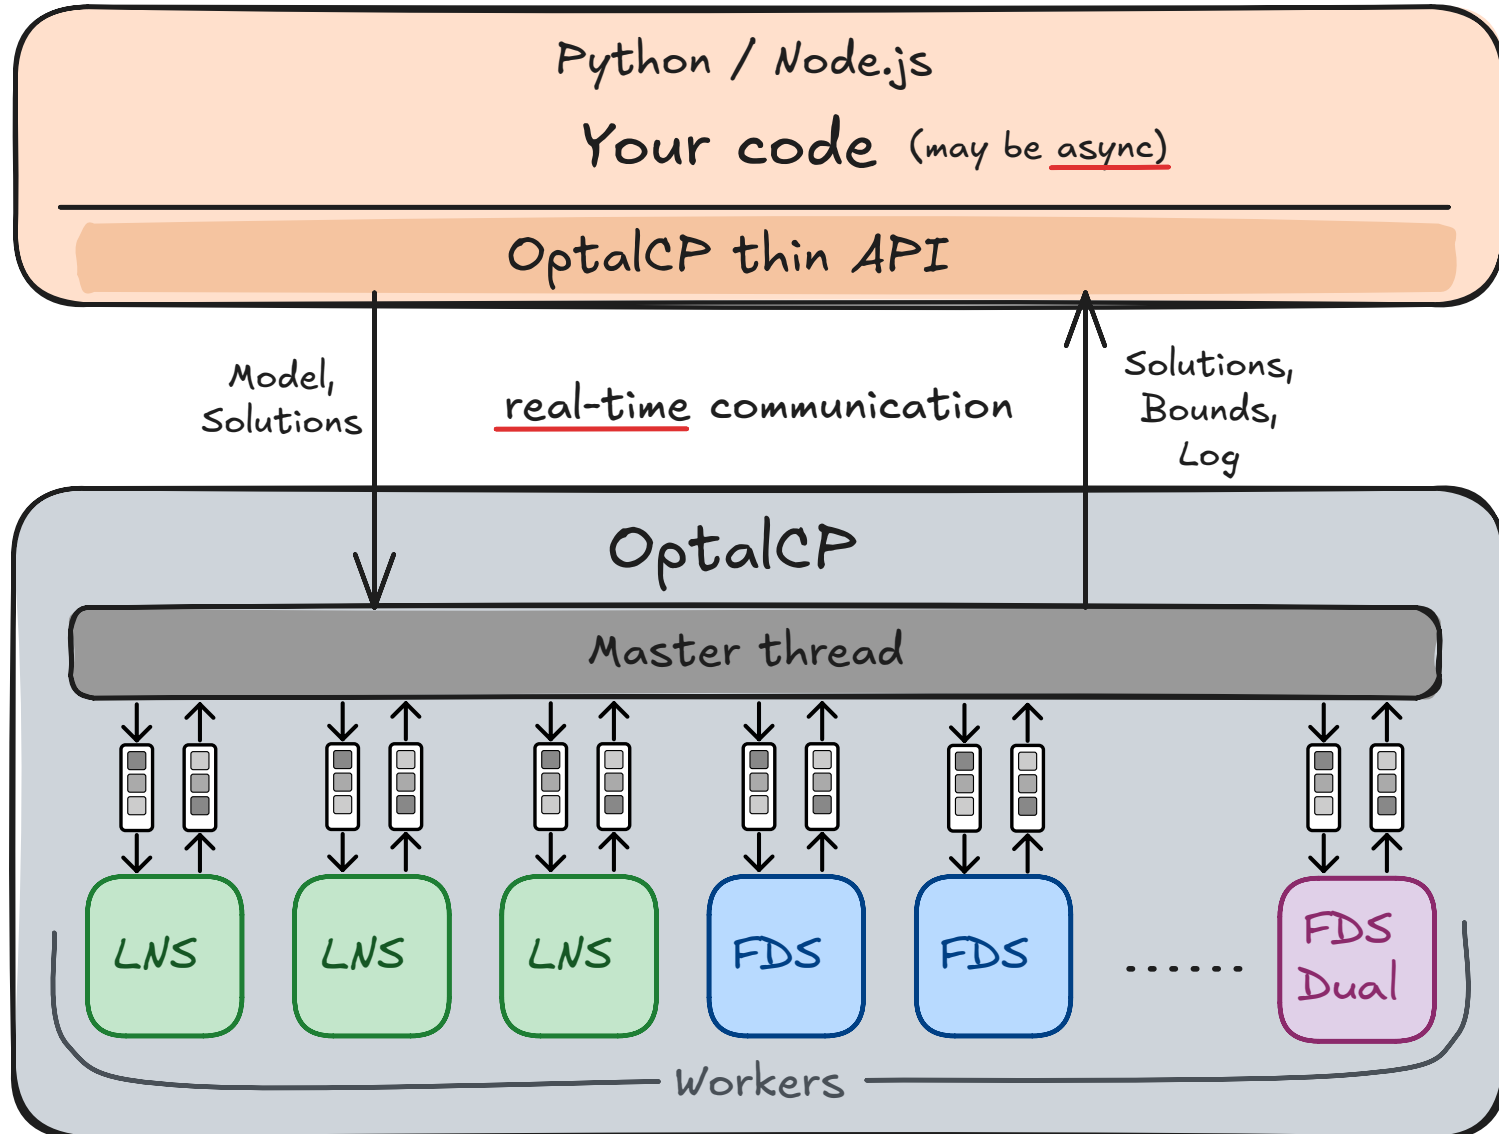 Python / Node.js
Your code (may be async)
OptalCP thin API
Model,
Solutions
real-time communication
Solutions,
Bounds,
Log
OptalCP
Master thread
LNS
LNS
LNS
FDS
FDS
......
FDS
Dual
Workers